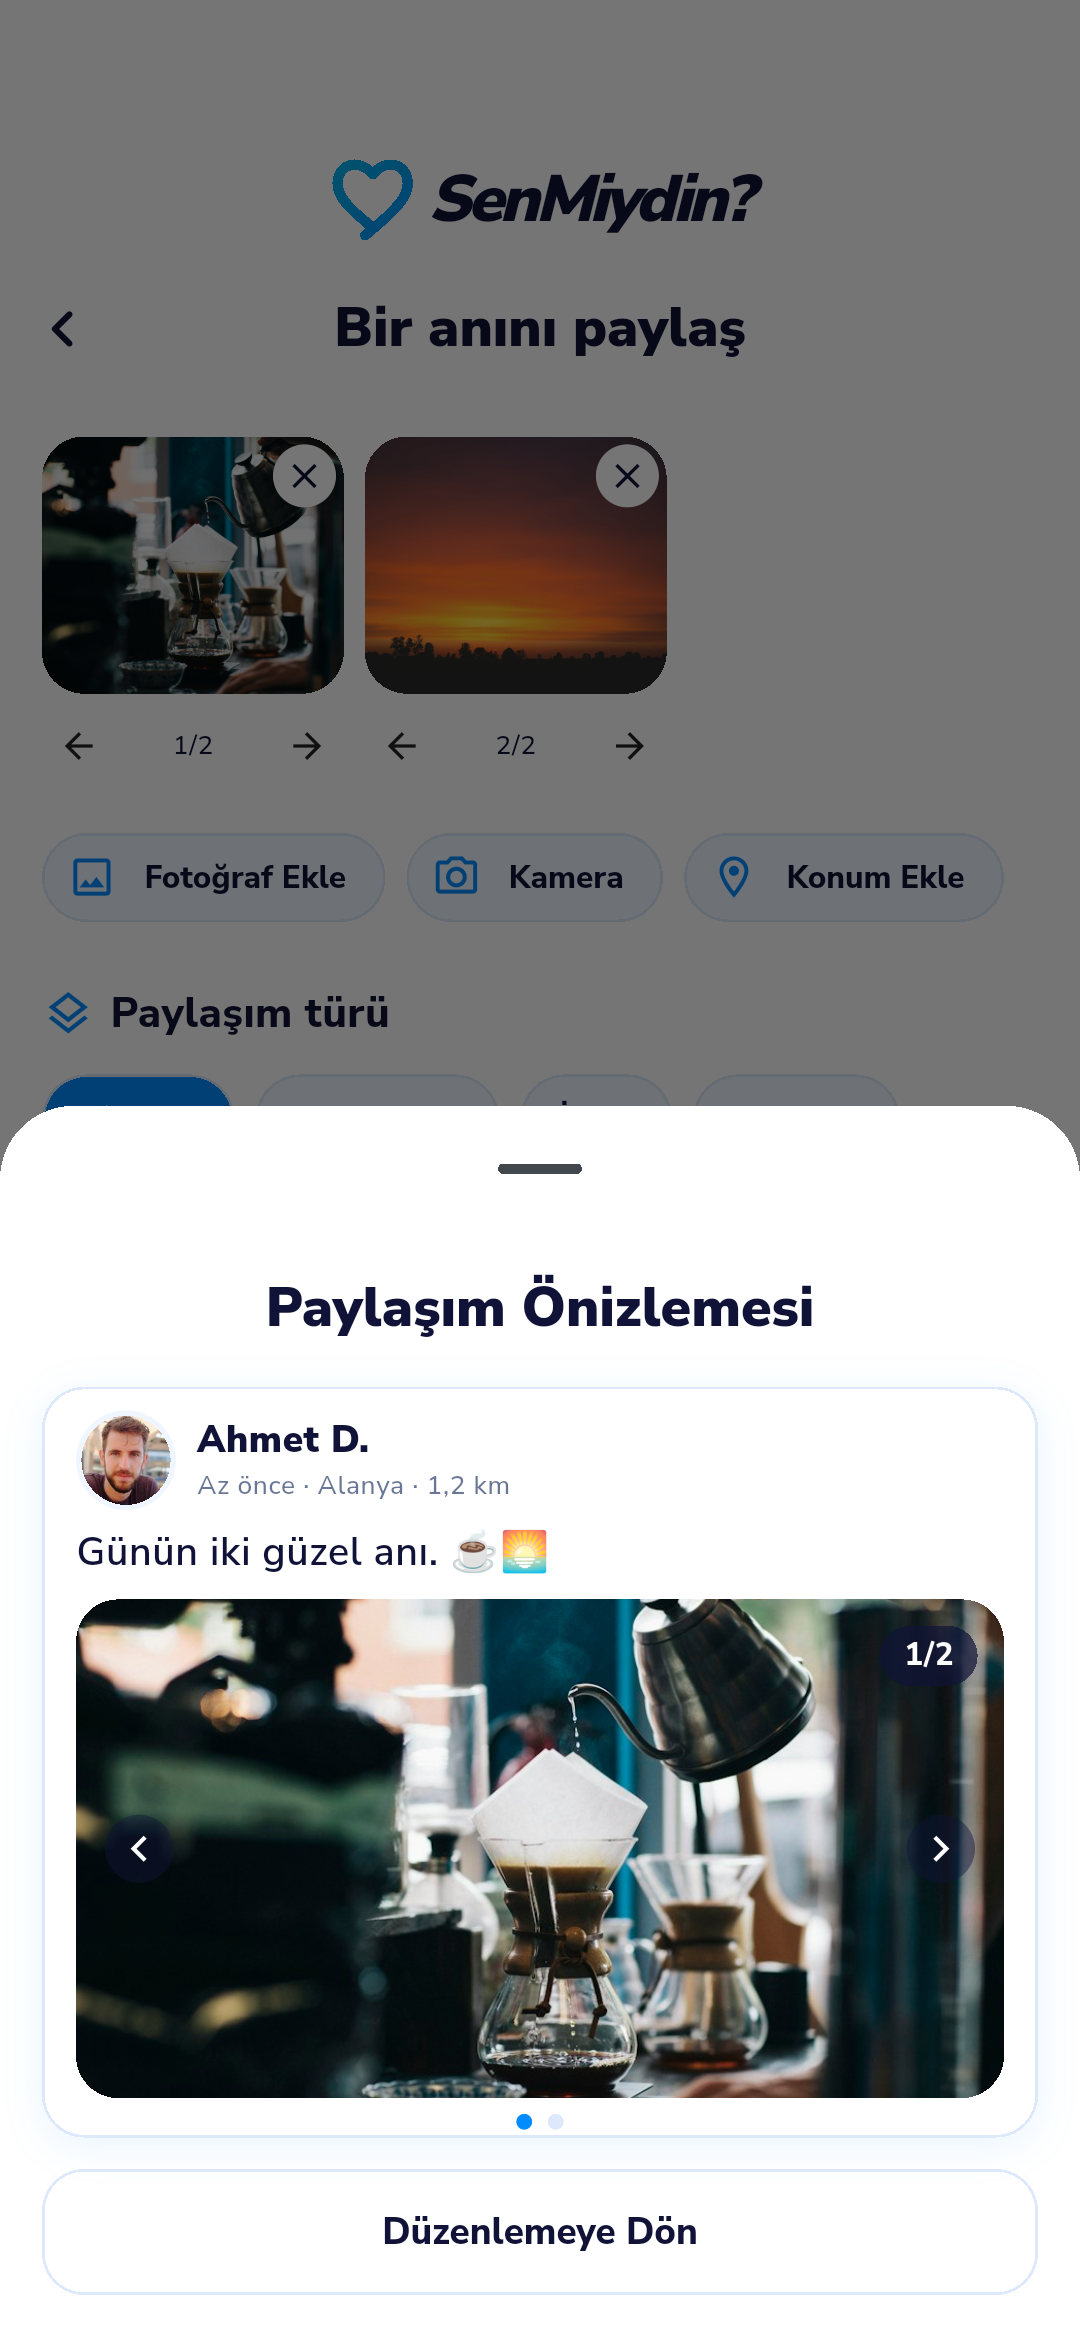 SenMiydin?
Bir anını paylaş
1/2
2/2
Fotoğraf Ekle
Kamera
Konum Ekle
Paylaşım türü
Paylaşım Önizlemesi
Ahmet D.
Az önce · Alanya · 1,2 km
Günün iki güzel anı. ☕🌅
1/2
Düzenlemeye Dön